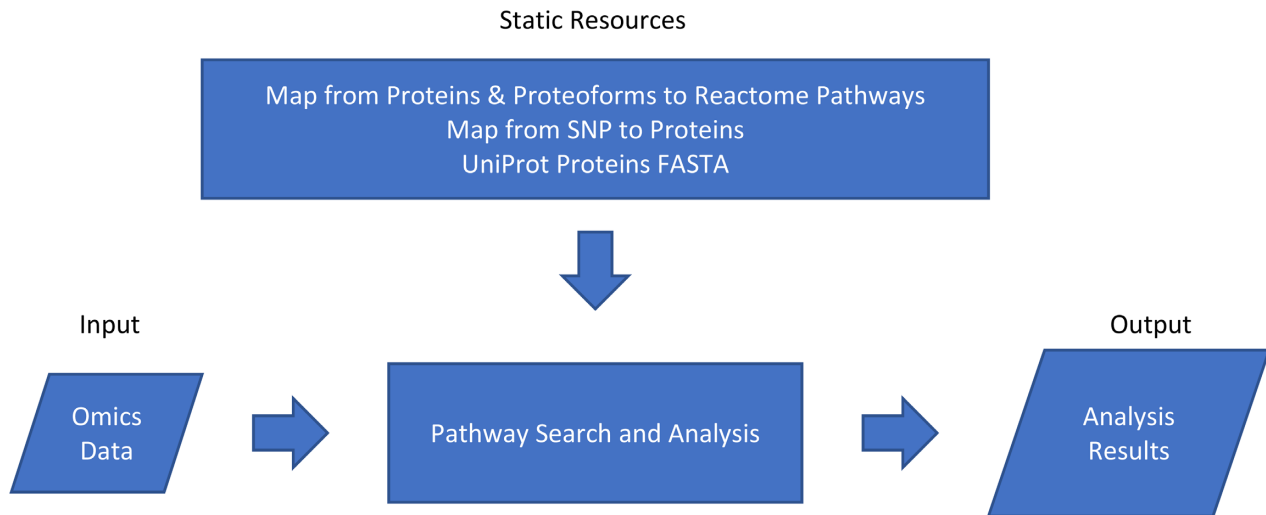 Static Resources
Map from Proteins & Proteoforms to Reactome Pathways
Map from SNP to Proteins
UniProt Proteins FASTA
Input
Output
Omics
Data
Pathway Search and Analysis
Analysis
Results